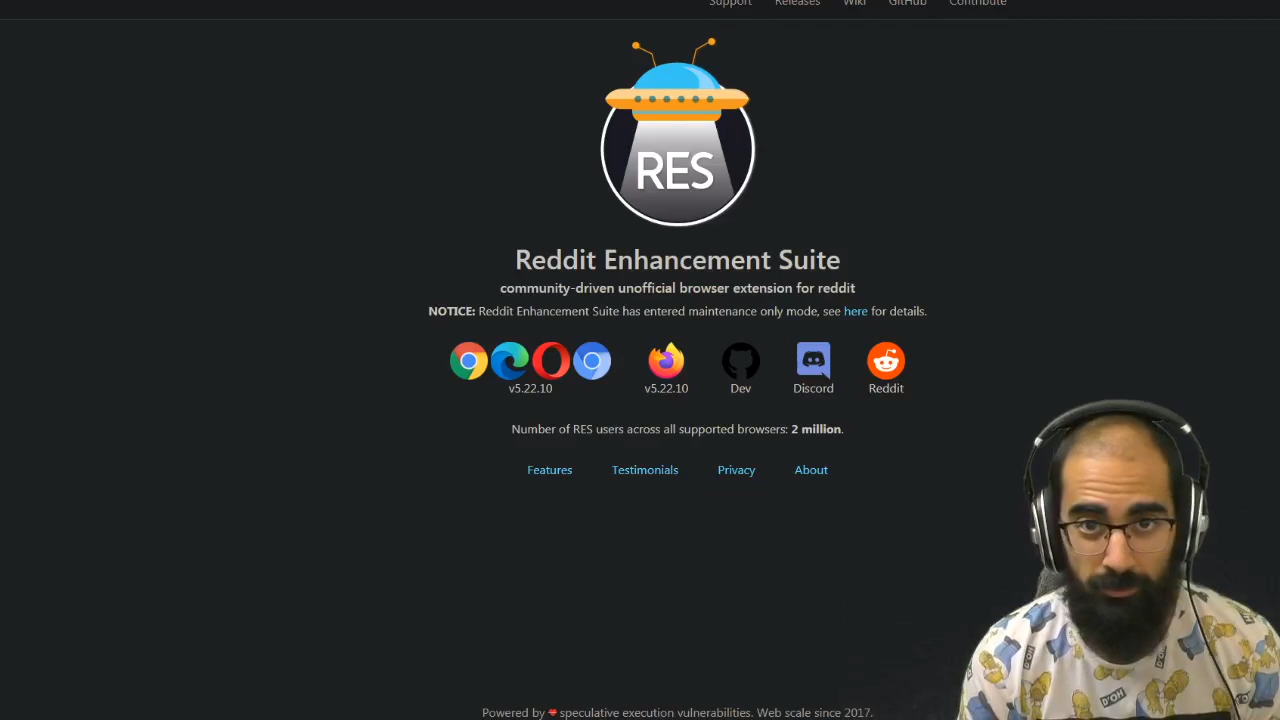 Support Releases Wiki GitHub Contribute
RES
Reddit Enhancement Suite
community-driven unofficial browser extension for reddit
NOTICE: Reddit Enhancement Suite has entered maintenance only mode, see here for details.
v5.22.10 v5.22.10 Dev Discord Reddit
Number of RES users across all supported browsers: 2 million.
Features Testimonials Privacy About
D'OH
D'OH
D'OH
Powered by ❤ speculative execution vulnerabilities. Web scale since 2017.